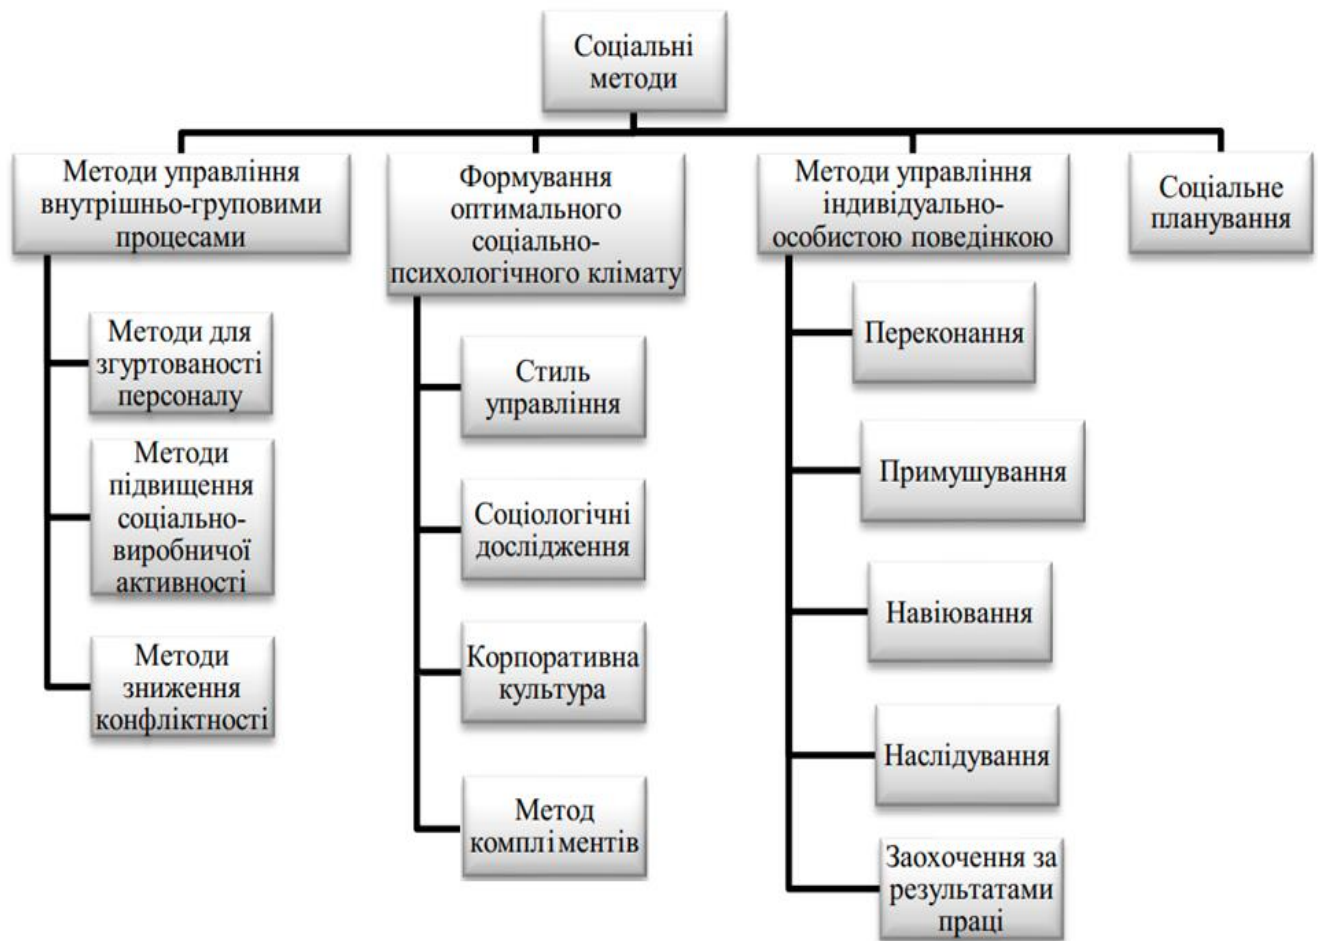 Соціальні
методи
Методи управління
внутрішньо-груповими
процесами
Методи для
згуртованості
персоналу
Методи
підвищення
соціально-
виробничої
активності
Методи
зниження
конфліктності
Формування
оптимального
соціально-
психологічного клімату
Стиль
управління
Соціологічні
дослідження
Корпоративна
культура
Метод
компліментів
Методи управління
індивідуально-
особистою поведінкою
Переконання
Примушування
Навіювання
Наслідування
Заохочення за
результатами
праці
Соціальне
планування